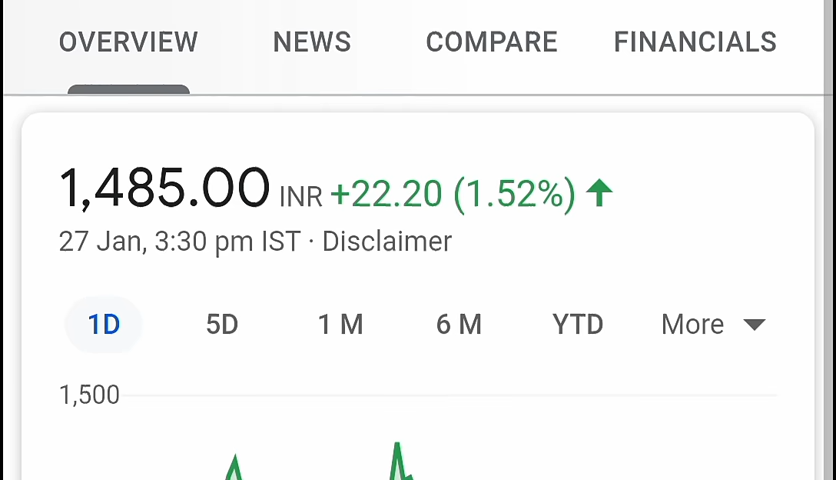 OVERVIEW NEWS COMPARE FINANCIALS
1,485.00 INR +22.20 (1.52%)
27 Jan, 3:30 pm IST · Disclaimer
1D 5D 1 M 6 M YTD More
1,500